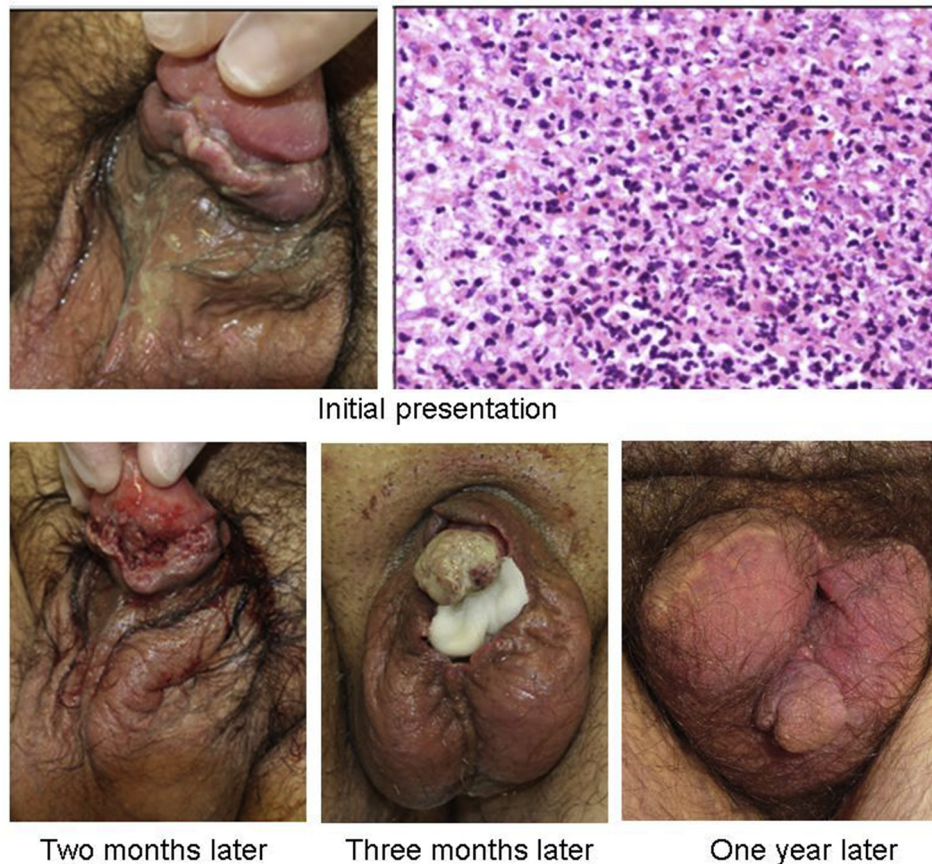 Initial presentation
Two months later
Three months later
One year later